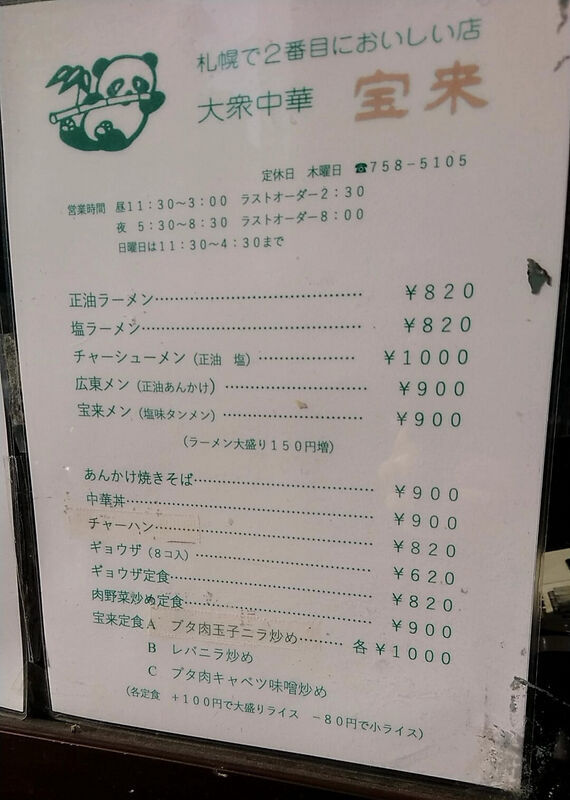 札幌で2番目においしい店
大衆中華 宝来
定休日 木曜日 ☎758-5105
営業時間 昼11:30~3:00 ラストオーダー2:30
夜 5:30~8:30 ラストオーダー8:00
日曜日は11:30~4:30まで
正油ラーメン…………………………… ¥820
塩ラーメン…………………………… ¥820
チャーシューメン(正油 塩)…………… ¥1000
広東メン(正油あんかけ)………………… ¥900
宝来メン(塩味タンメン)………………… ¥900
(ラーメン大盛り150円増)
あんかけ焼きそば……………………… ¥900
中華丼………………………………… ¥900
チャーハン…………………………… ¥820
ギョウザ(8コ入)……………………… ¥620
ギョウザ定食………………………… ¥820
肉野菜炒め定食……………………… ¥900
宝来定食A ブタ肉玉子ニラ炒め……… 各¥1000
B レバニラ炒め
C ブタ肉キャベツ味噌炒め
(各定食 +100円で大盛りライス -80円で小ライス)